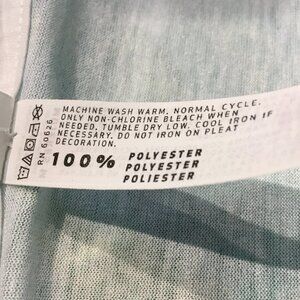 MACHINE WASH WARM, NORMAL CYCLE.
ONLY NON-CHLORINE BLEACH WHEN
NEEDED. TUMBLE DRY LOW. COOL IRON IF
NECESSARY. DO NOT IRON ON PLEAT
DECORATION.
RN 60626
100% POLYESTER
POLYESTER
POLIESTER